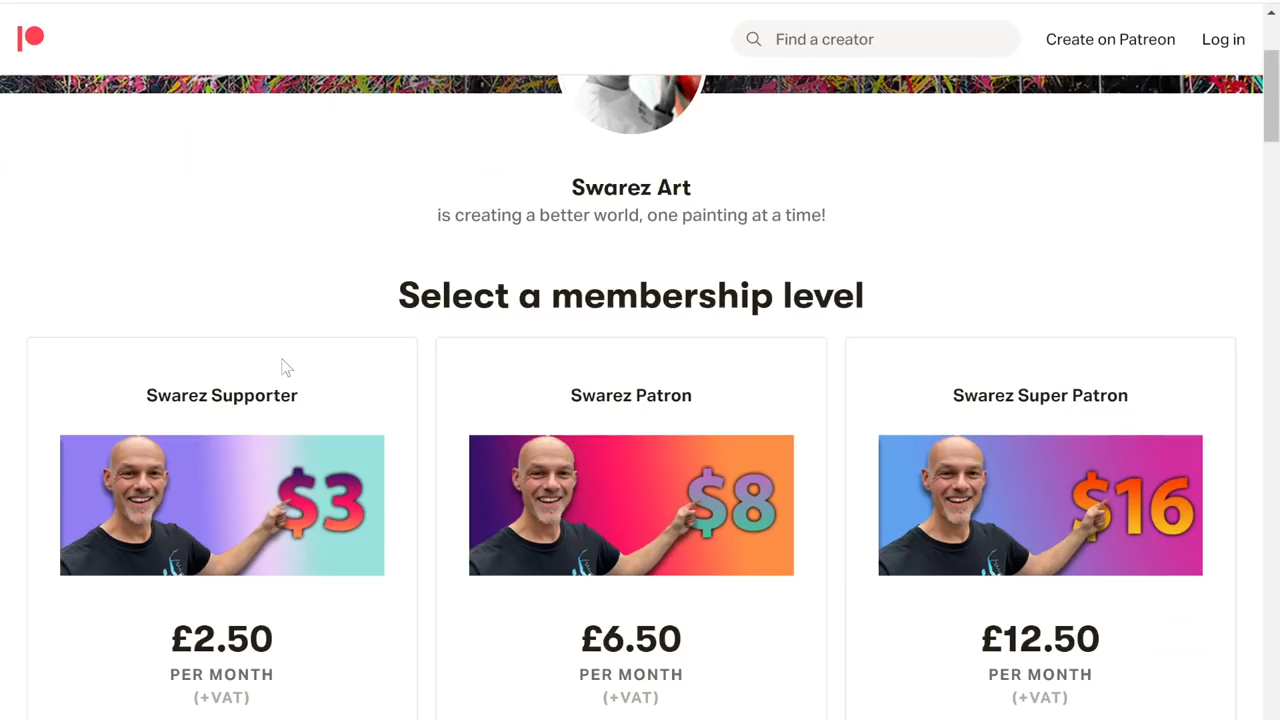 Find a creator
Create on Patreon
Log in
Swarez Art
is creating a better world, one painting at a time!
Select a membership level
Swarez Supporter
$3
£2.50
PER MONTH
(+VAT)
Swarez Patron
$8
£6.50
PER MONTH
(+VAT)
Swarez Super Patron
$16
£12.50
PER MONTH
(+VAT)